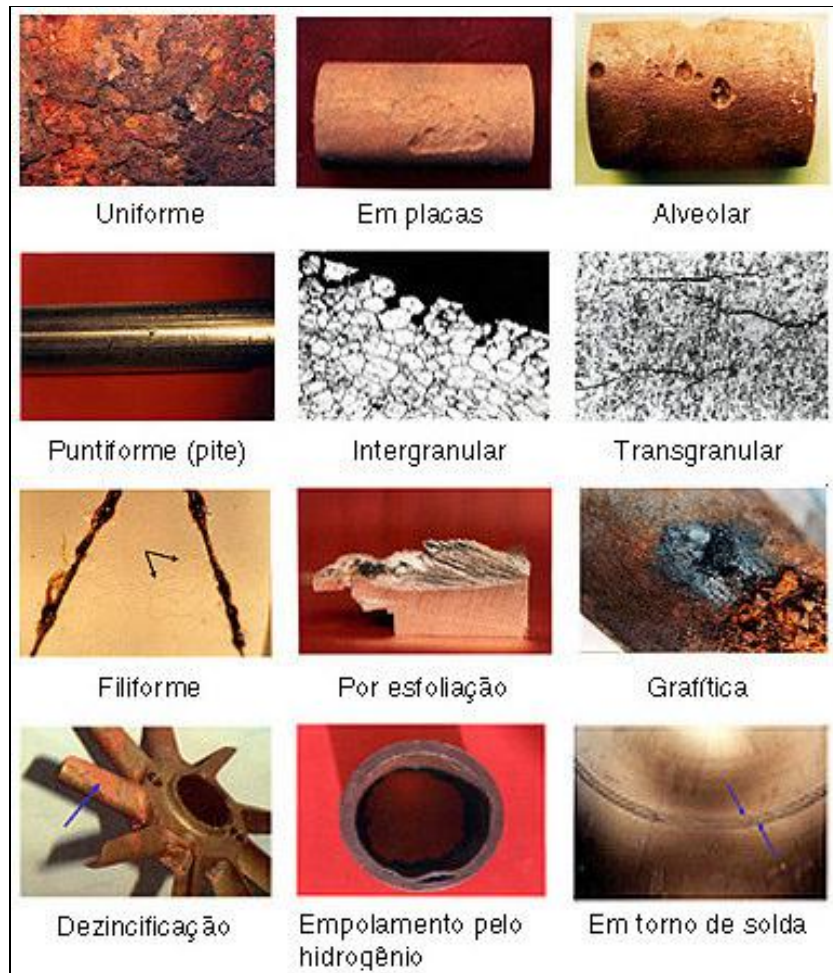 Uniforme
Em placas
Alveolar
Puntiforme (pite)
Intergranular
Transgranular
Filiforme
Por esfoliação
Grafítica
Dezincificação
Empolamento pelo
hidrogênio
Em torno de solda